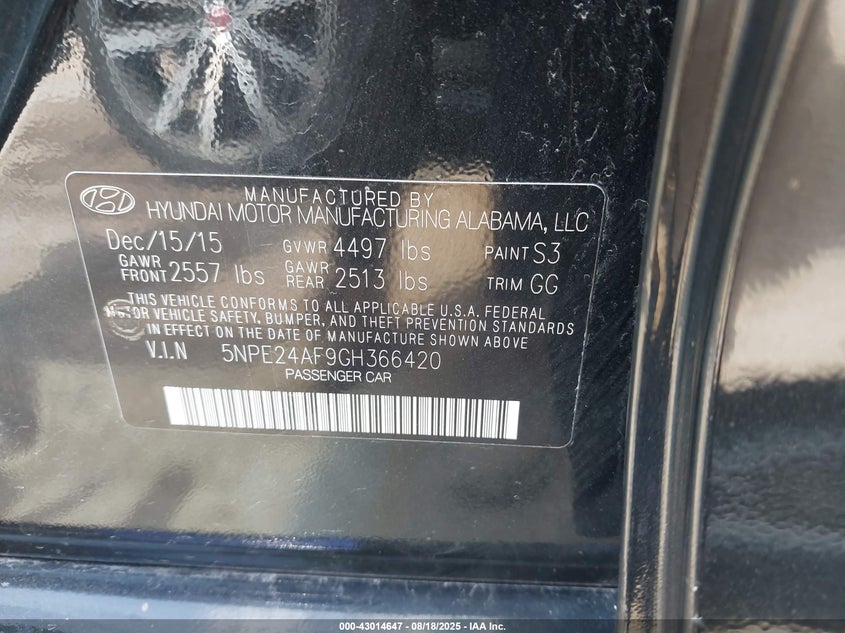 MANUFACTURED BY
HYUNDAI MOTOR MANUFACTURING ALABAMA, LLC
Dec/15/15 GVWR 4497 lbs PAINT S3
GAWR FRONT 2557 lbs GAWR REAR 2513 lbs TRIM GG
THIS VEHICLE CONFORMS TO ALL APPLICABLE U.S.A. FEDERAL
MOTOR VEHICLE SAFETY, BUMPER, AND THEFT PREVENTION STANDARDS
IN EFFECT ON THE DATE OF MANUFACTURE SHOWN ABOVE
V.I.N 5NPE24AF9GH366420
PASSENGER CAR
000-43014647 - 08/18/2025 - IAA Inc.